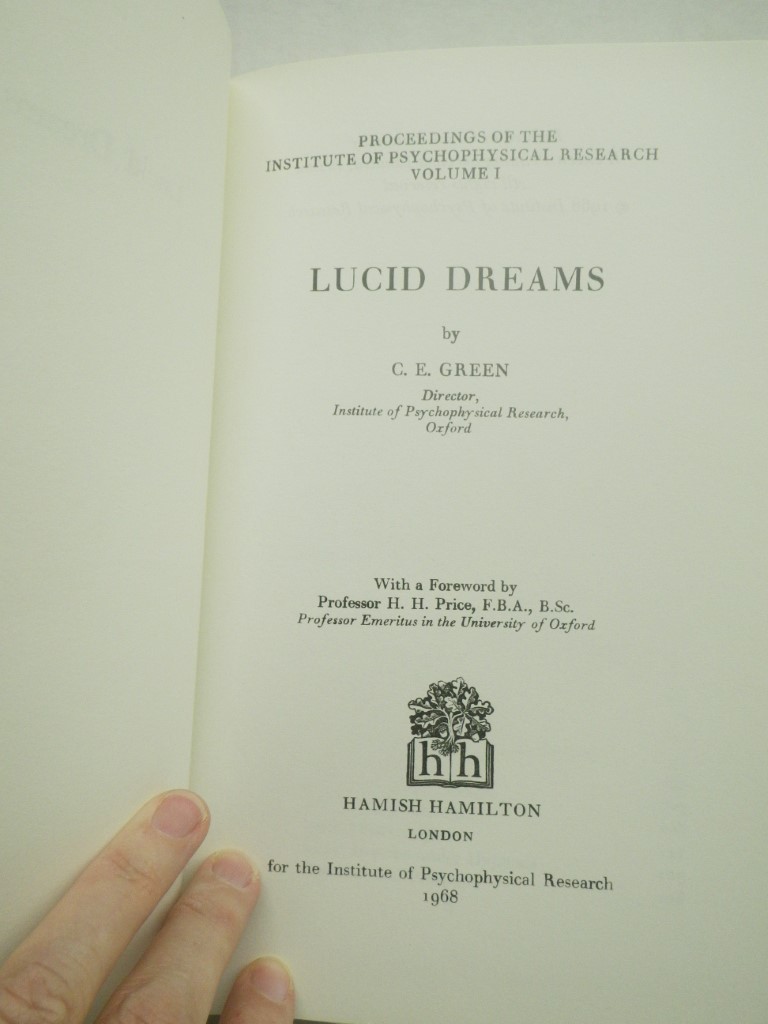 PROCEEDINGS OF THE
INSTITUTE OF PSYCHOPHYSICAL RESEARCH
VOLUME I
LUCID DREAMS
by
C. E. GREEN
Director,
Institute of Psychophysical Research,
Oxford
With a Foreword by
Professor H. H. Price, F.B.A., B.Sc.
Professor Emeritus in the University of Oxford
h h
HAMISH HAMILTON
LONDON
for the Institute of Psychophysical Research
1968